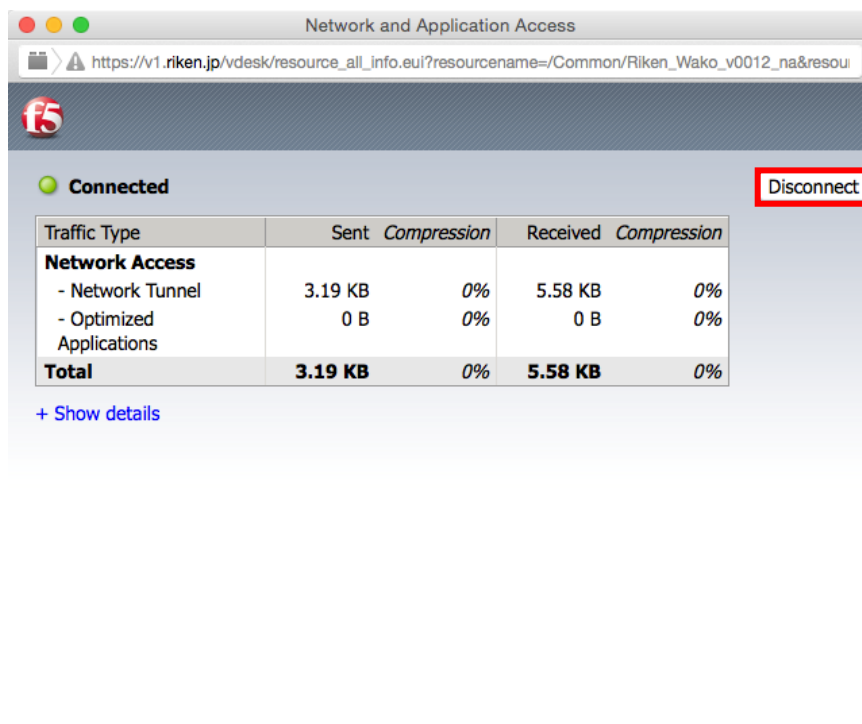 Network and Application Access
https://v1.riken.jp/vdesk/resource_all_info.eui?resourcename=/Common/Riken_Wako_v0012_na&resou
f5
Connected
Disconnect
Traffic Type Sent Compression Received Compression
Network Access
- Network Tunnel 3.19 KB 0% 5.58 KB 0%
- Optimized 0 B 0% 0 B 0%
Applications
Total 3.19 KB 0% 5.58 KB 0%
+ Show details